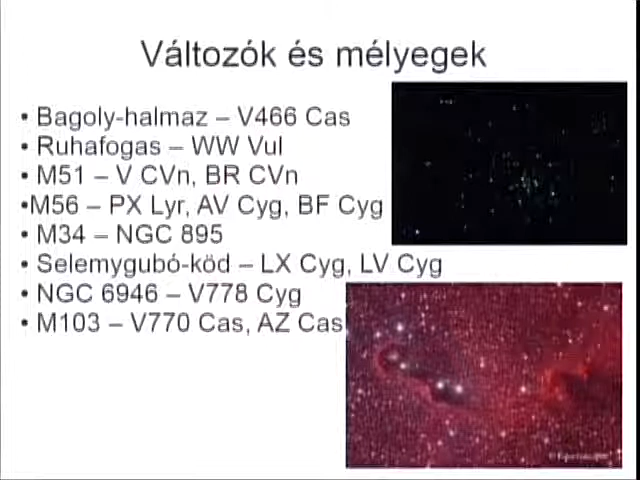 Változók és mélyegek
• Bagoly-halmaz – V466 Cas
• Ruhafogas – WW Vul
• M51 – V CVn, BR CVn
•M56 – PX Lyr, AV Cyg, BF Cyg
• M34 – NGC 895
• Selemygubó-köd – LX Cyg, LV Cyg
• NGC 6946 – V778 Cyg
• M103 – V770 Cas, AZ Cas